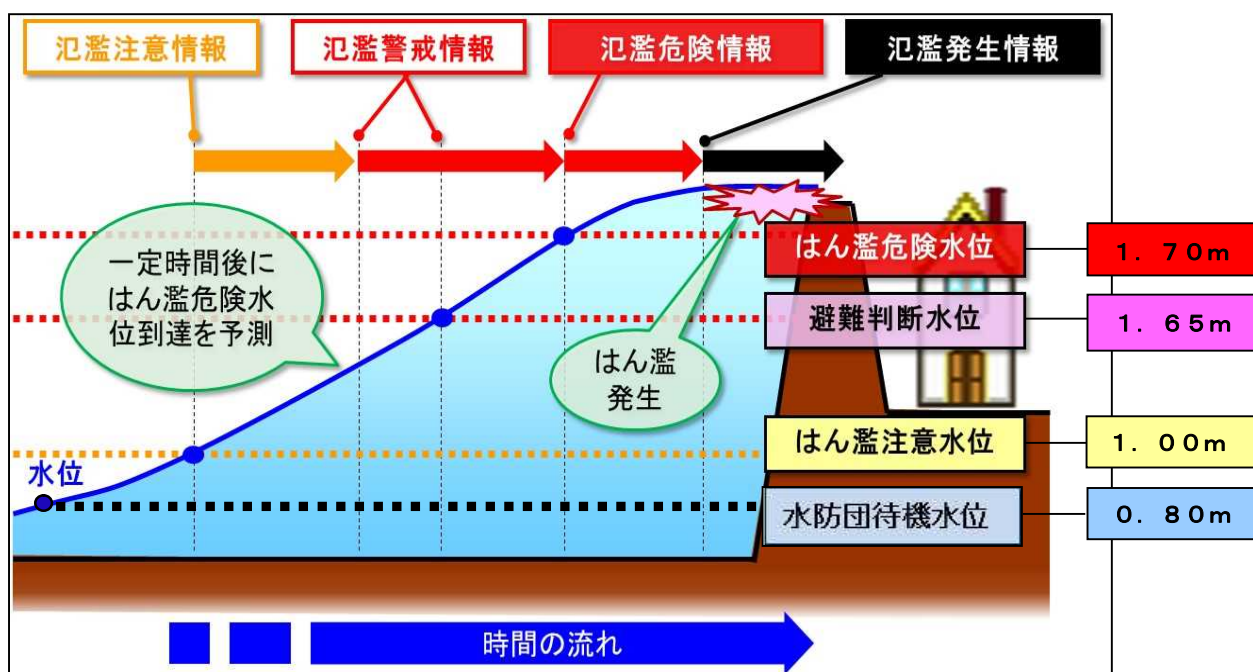 氾濫注意情報
氾濫警戒情報
氾濫危険情報
氾濫発生情報
一定時間後に
はん濫危険水
位到達を予測
はん濫
発生
はん濫危険水位
1．70m
避難判断水位
1．65m
はん濫注意水位
1．00m
水位
水防団待機水位
0．80m
時間の流れ